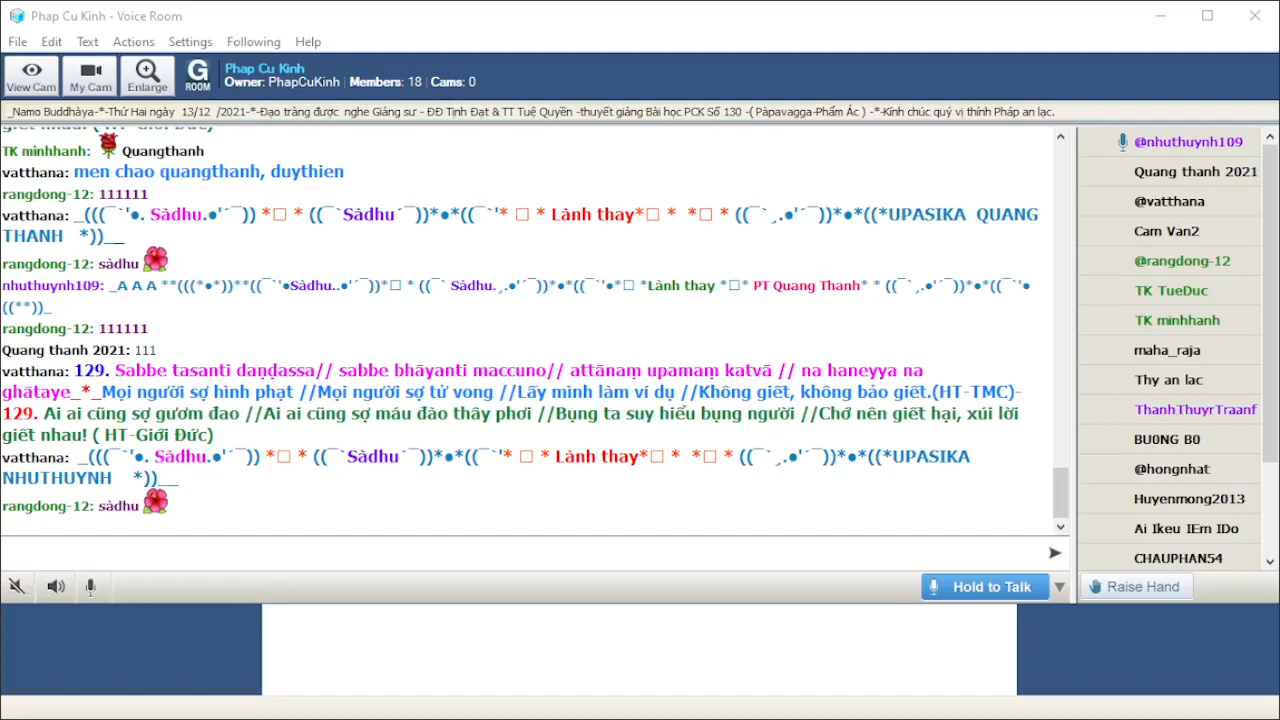 Phap Cu Kinh - Voice Room
File Edit Text Actions Settings Following Help
View Cam My Cam Enlarge G ROOM
Phap Cu Kinh
Owner: PhapCuKinh Members: 18 Cams: 0
_Namo Buddhàya-*-Thứ Hai ngày 13/12 /2021-*-Đạo tràng được nghe Giảng sư - ĐĐ Tịnh Đạt & TT Tuệ Quyền -thuyết giảng Bài học PCK Số 130 -( Pàpavagga-Phẩm Ác ) -*-Kính chúc quý vị thính Pháp an lạc.
giết nhau! ( HT-Giới Đức)
TK minhhanh: Quangthanh
vatthana: men chao quangthanh, duythien
rangdong-12: 111111
vatthana: _(((¯`'●. Sàdhu.●'´¯)) *□ * ((¯`Sàdhu´¯))*●*((¯`'* □ * Lành thay*□ * *□ * ((¯`¸.●'´¯))*●*((*UPASIKA QUANG
THANH *))__
rangdong-12: sàdhu
nhuthuynh109: _A A A **(((*●*))**((¯`'●Sàdhu..●'´¯))*□ * ((¯` Sàdhu.¸.●'´¯))*●*((¯`'●*□ *Lành thay *□* PT Quang Thanh* * ((¯`¸.●'´¯))*●*((¯`'●
((**))_
rangdong-12: 111111
Quang thanh 2021: 111
vatthana: 129. Sabbe tasanti daṇḍassa// sabbe bhāyanti maccuno// attānaṃ upamaṃ katvā // na haneyya na
ghātaye_*_Mọi người sợ hình phạt //Mọi người sợ tử vong //Lấy mình làm ví dụ //Không giết, không bảo giết.(HT-TMC)-
129. Ai ai cũng sợ gươm đao //Ai ai cũng sợ máu đào thây phơi //Bụng ta suy hiểu bụng người //Chớ nên giết hại, xúi lời
giết nhau! ( HT-Giới Đức)
vatthana: _(((¯`'●. Sàdhu.●'´¯)) *□ * ((¯`Sàdhu´¯))*●*((¯`'* □ * Lành thay*□ * *□ * ((¯`¸.●'´¯))*●*((*UPASIKA
NHUTHUYNH *))__
rangdong-12: sàdhu
@nhuthuynh109
Quang thanh 2021
@vatthana
Cam Van2
@rangdong-12
TK TueDuc
TK minhhanh
maha_raja
Thy an lac
ThanhThuyrTraanf
BU0NG B0
@hongnhat
Huyenmong2013
Ai Ikeu IEm IDo
CHAUPHAN54
Hold to Talk
Raise Hand